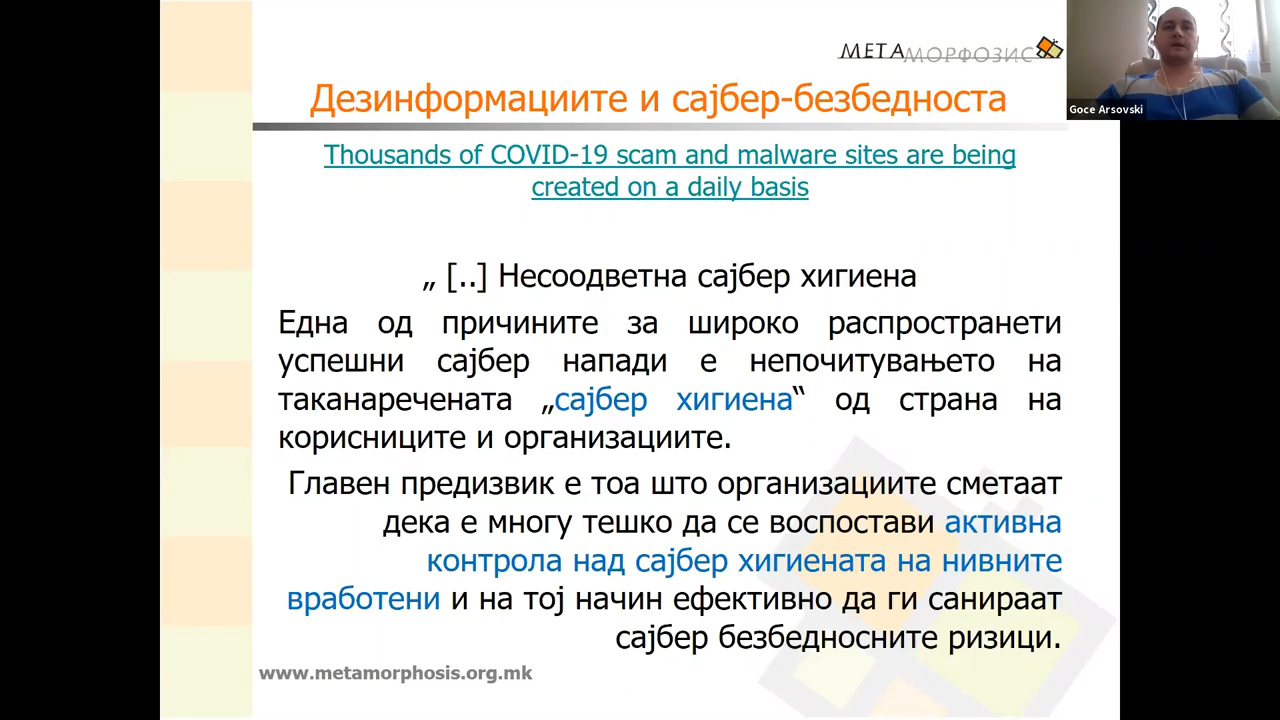 МЕТАМОРФОЗИС
Goce Arsovski
Дезинформациите и сајбер-безбедноста
Thousands of COVID-19 scam and malware sites are being
created on a daily basis
„ [..] Несоодветна сајбер хигиена
Една од причините за широко распространети
успешни сајбер напади е непочитувањето на
таканаречената „сајбер хигиена“ од страна на
корисниците и организациите.
Главен предизвик е тоа што организациите сметаат
дека е многу тешко да се воспостави активна
контрола над сајбер хигиената на нивните
вработени и на тој начин ефективно да ги санираат
сајбер безбедносните ризици.
www.metamorphosis.org.mk